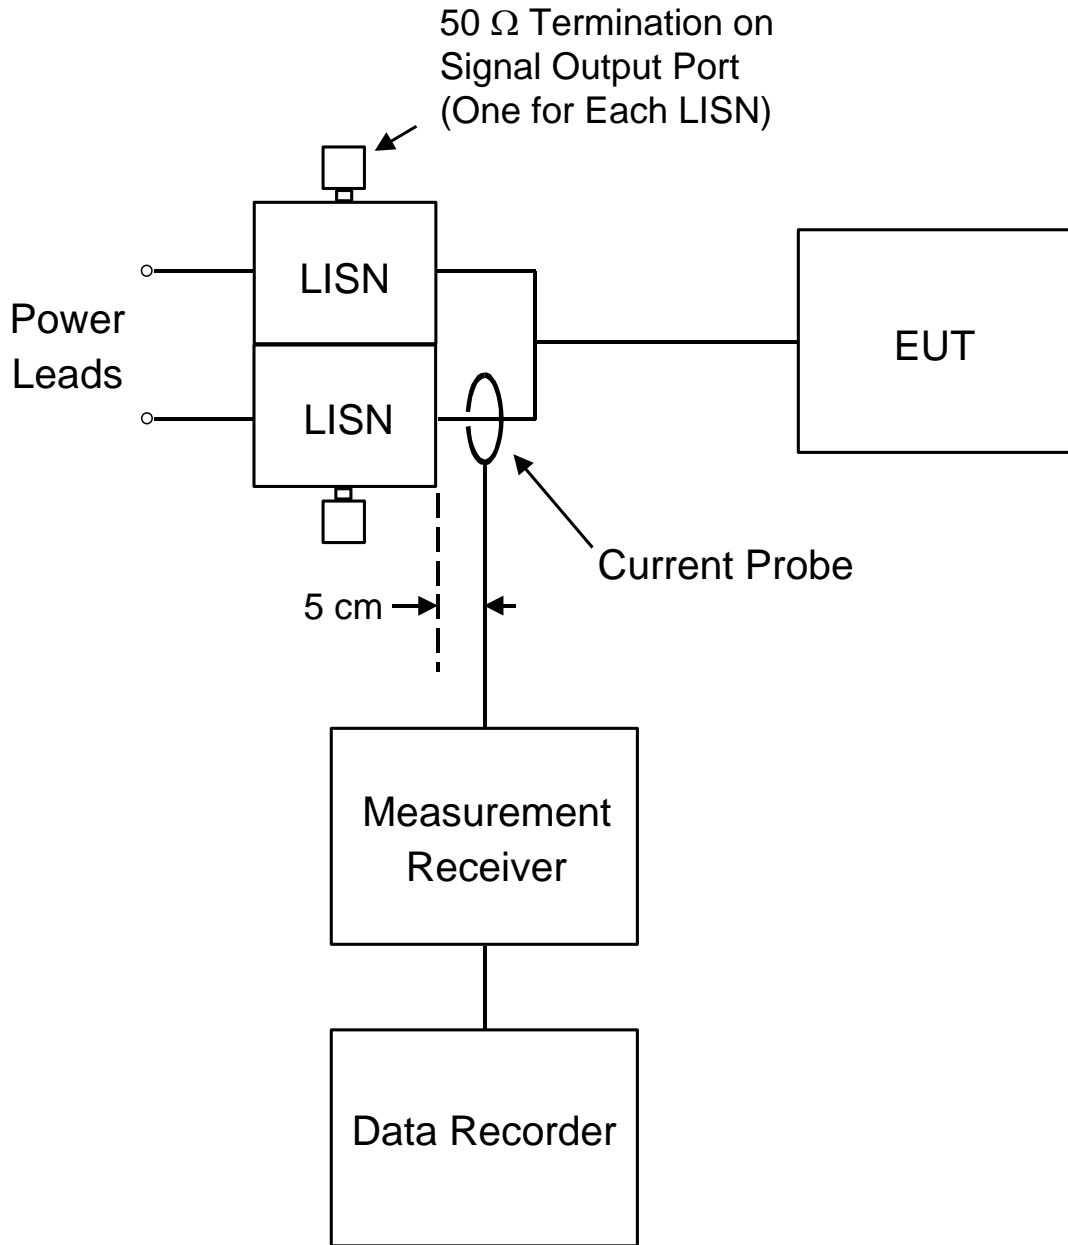 50 Ω Termination on
Signal Output Port
(One for Each LISN)
LISN
Power
Leads
EUT
LISN
Current Probe
5 cm
Measurement
Receiver
Data Recorder